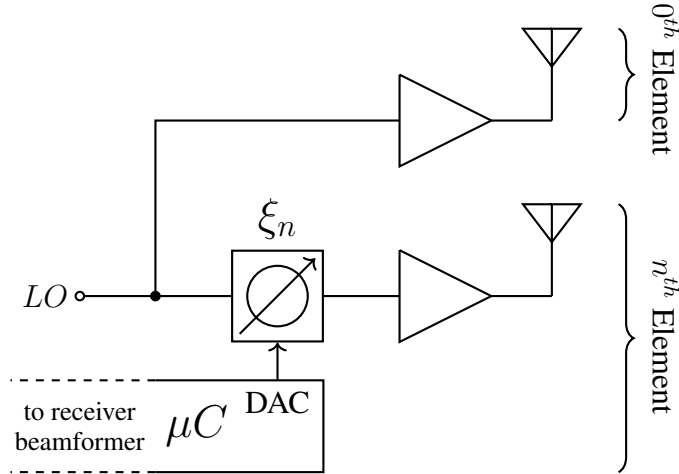 0^{th} Element
ξ_n
LO
n^{th} Element
DAC
to receiver
beamformer
μC